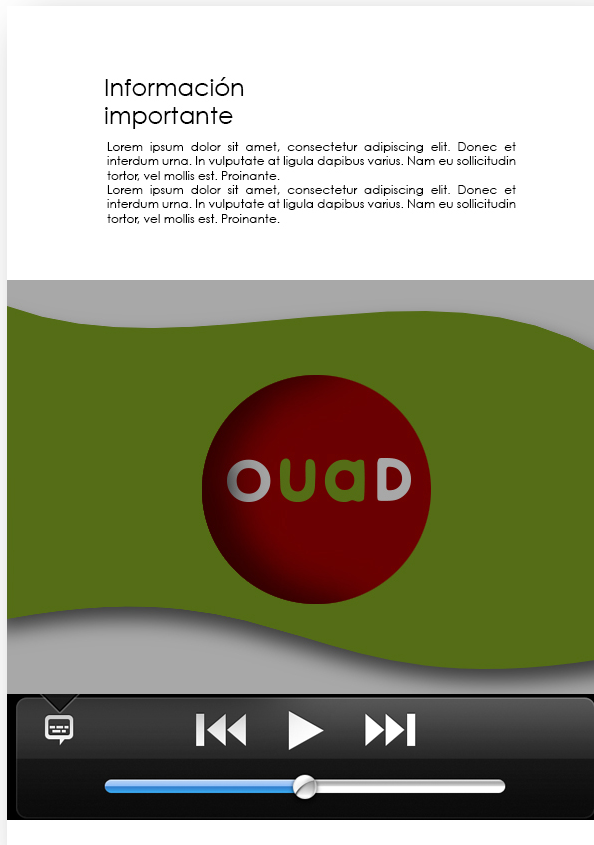 Información
importante
Lorem ipsum dolor sit amet, consectetur adipiscing elit. Donec et
interdum urna. In vulputate at ligula dapibus varius. Nam eu sollicitudin
tortor, vel mollis est. Proinante.
Lorem ipsum dolor sit amet, consectetur adipiscing elit. Donec et
interdum urna. In vulputate at ligula dapibus varius. Nam eu sollicitudin
tortor, vel mollis est. Proinante.
OUaD